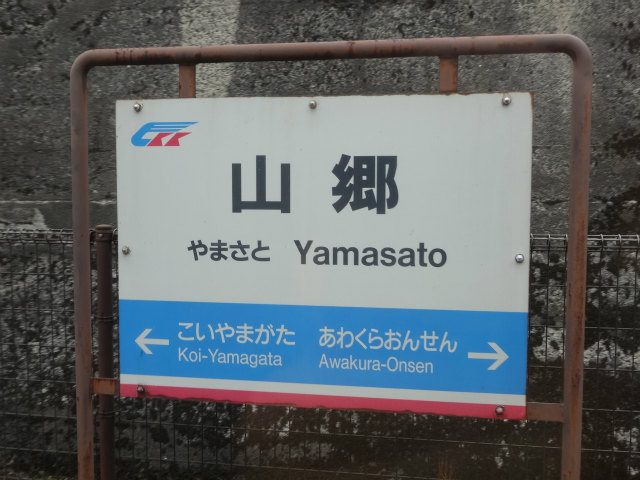 山郷
やまさと Yamasato
← こいやまがた あわくらおんせん →
Koi-Yamagata Awakura-Onsen